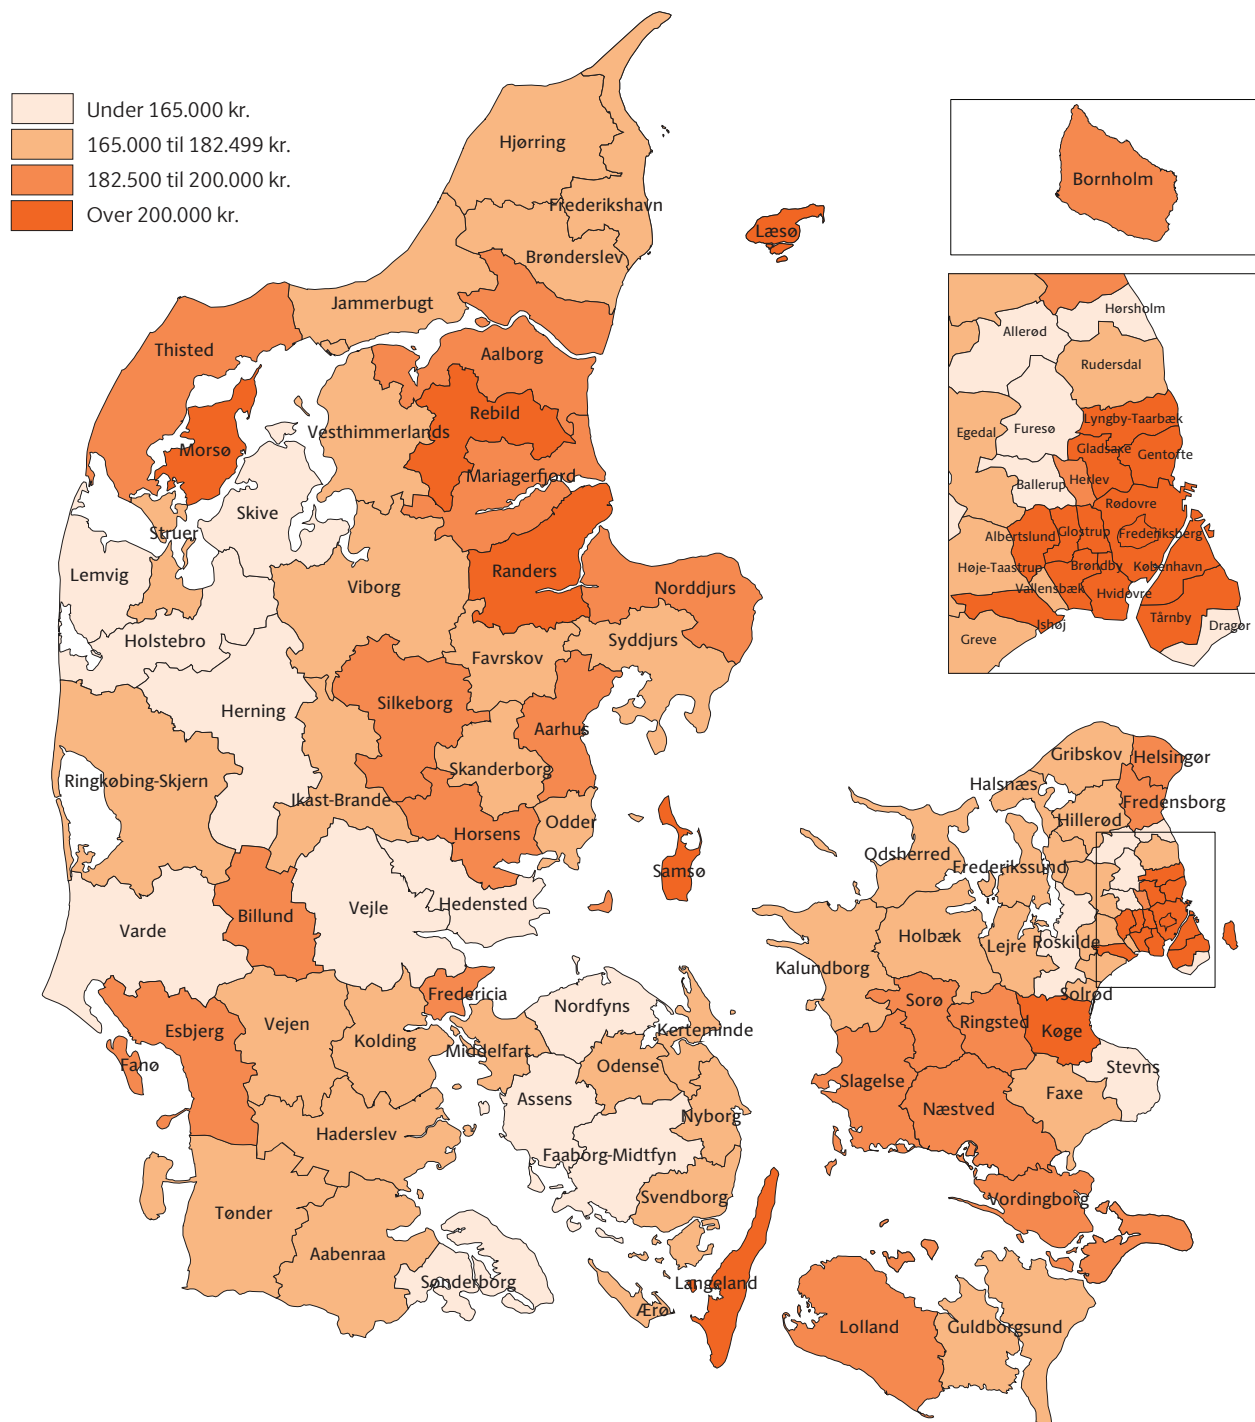 Under 165.000 kr.
165.000 til 182.499 kr.
182.500 til 200.000 kr.
Over 200.000 kr.
Hjørring
Frederikshavn
Brønderslev
Læsø
Jammerbugt
Thisted
Aalborg
Rebild
Vesthimmerlands
Morsø
Mariagerfjord
Skive
Struer
Lemvig
Viborg
Randers
Norddjurs
Holstebro
Syddjurs
Favrskov
Herning
Silkeborg
Aarhus
Ringkøbing-Skjern
Skanderborg
Ikast-Brande
Horsens
Odder
Samsø
Hedensted
Vejle
Billund
Varde
Fredericia
Nordfyns
Esbjerg
Vejen
Kolding
Middelfart
Kerteminde
Fanø
Odense
Assens
Nyborg
Haderslev
Faaborg-Midtfyn
Svendborg
Tønder
Aabenraa
Sønderborg
Langeland
Ærø
Bornholm
Hørsholm
Allerød
Rudersdal
Lyngby-Taarbæk
Furesø
Egedal
Gladsaxe
Gentofte
Ballerup
Herlev
Rødovre
Albertslund
Glostrup
Frederiksberg
Høje-Taastrup
Brøndby
København
Vallensbæk
Hvidovre
Ishøj
Tårnby
Dragør
Greve
Gribskov
Helsingør
Halsnæs
Fredensborg
Hillerød
Odsherred
Frederikssund
Holbæk
Lejre
Roskilde
Kalundborg
Solrød
Sorø
Ringsted
Køge
Stevns
Slagelse
Næstved
Faxe
Vordingborg
Lolland
Guldborgsund